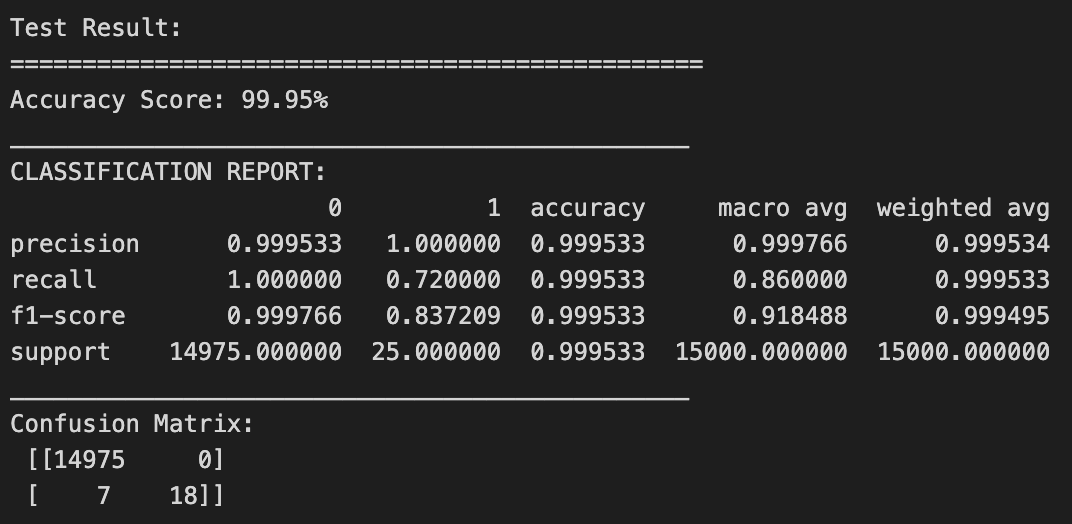 Test Result:
================================================
Accuracy Score: 99.95%
_______________________________________________
CLASSIFICATION REPORT:
                      0          1  accuracy     macro avg  weighted avg
precision      0.999533   1.000000  0.999533      0.999766      0.999534
recall         1.000000   0.720000  0.999533      0.860000      0.999533
f1-score       0.999766   0.837209  0.999533      0.918488      0.999495
support    14975.000000  25.000000  0.999533  15000.000000  15000.000000
_______________________________________________
Confusion Matrix:
 [[14975     0]
 [    7    18]]